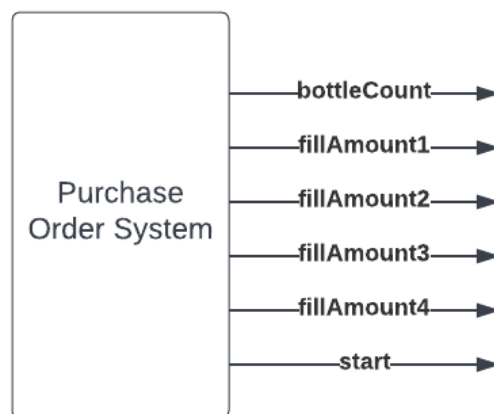 Purchase
Order System
bottleCount
fillAmount1
fillAmount2
fillAmount3
fillAmount4
start